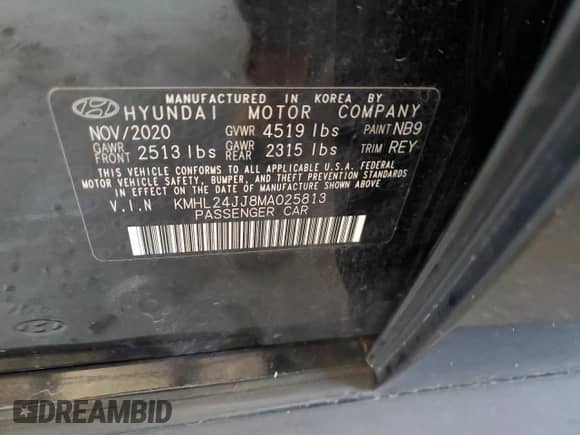 MANUFACTURED IN KOREA BY
HYUNDAI MOTOR COMPANY
NOV/2020 GVWR 4519 lbs PAINT NB9
GAWR FRONT 2513 lbs GAWR REAR 2315 lbs TRIM REY
THIS VEHICLE CONFORMS TO ALL APPLICABLE U.S.A. FEDERAL
MOTOR VEHICLE SAFETY, BUMPER, AND THEFT PREVENTION STANDARDS
IN EFFECT ON THE DATE OF MANUFACTURE SHOWN ABOVE.
V.I.N KMHL24JJ8MA025813
PASSENGER CAR
DREAMBID